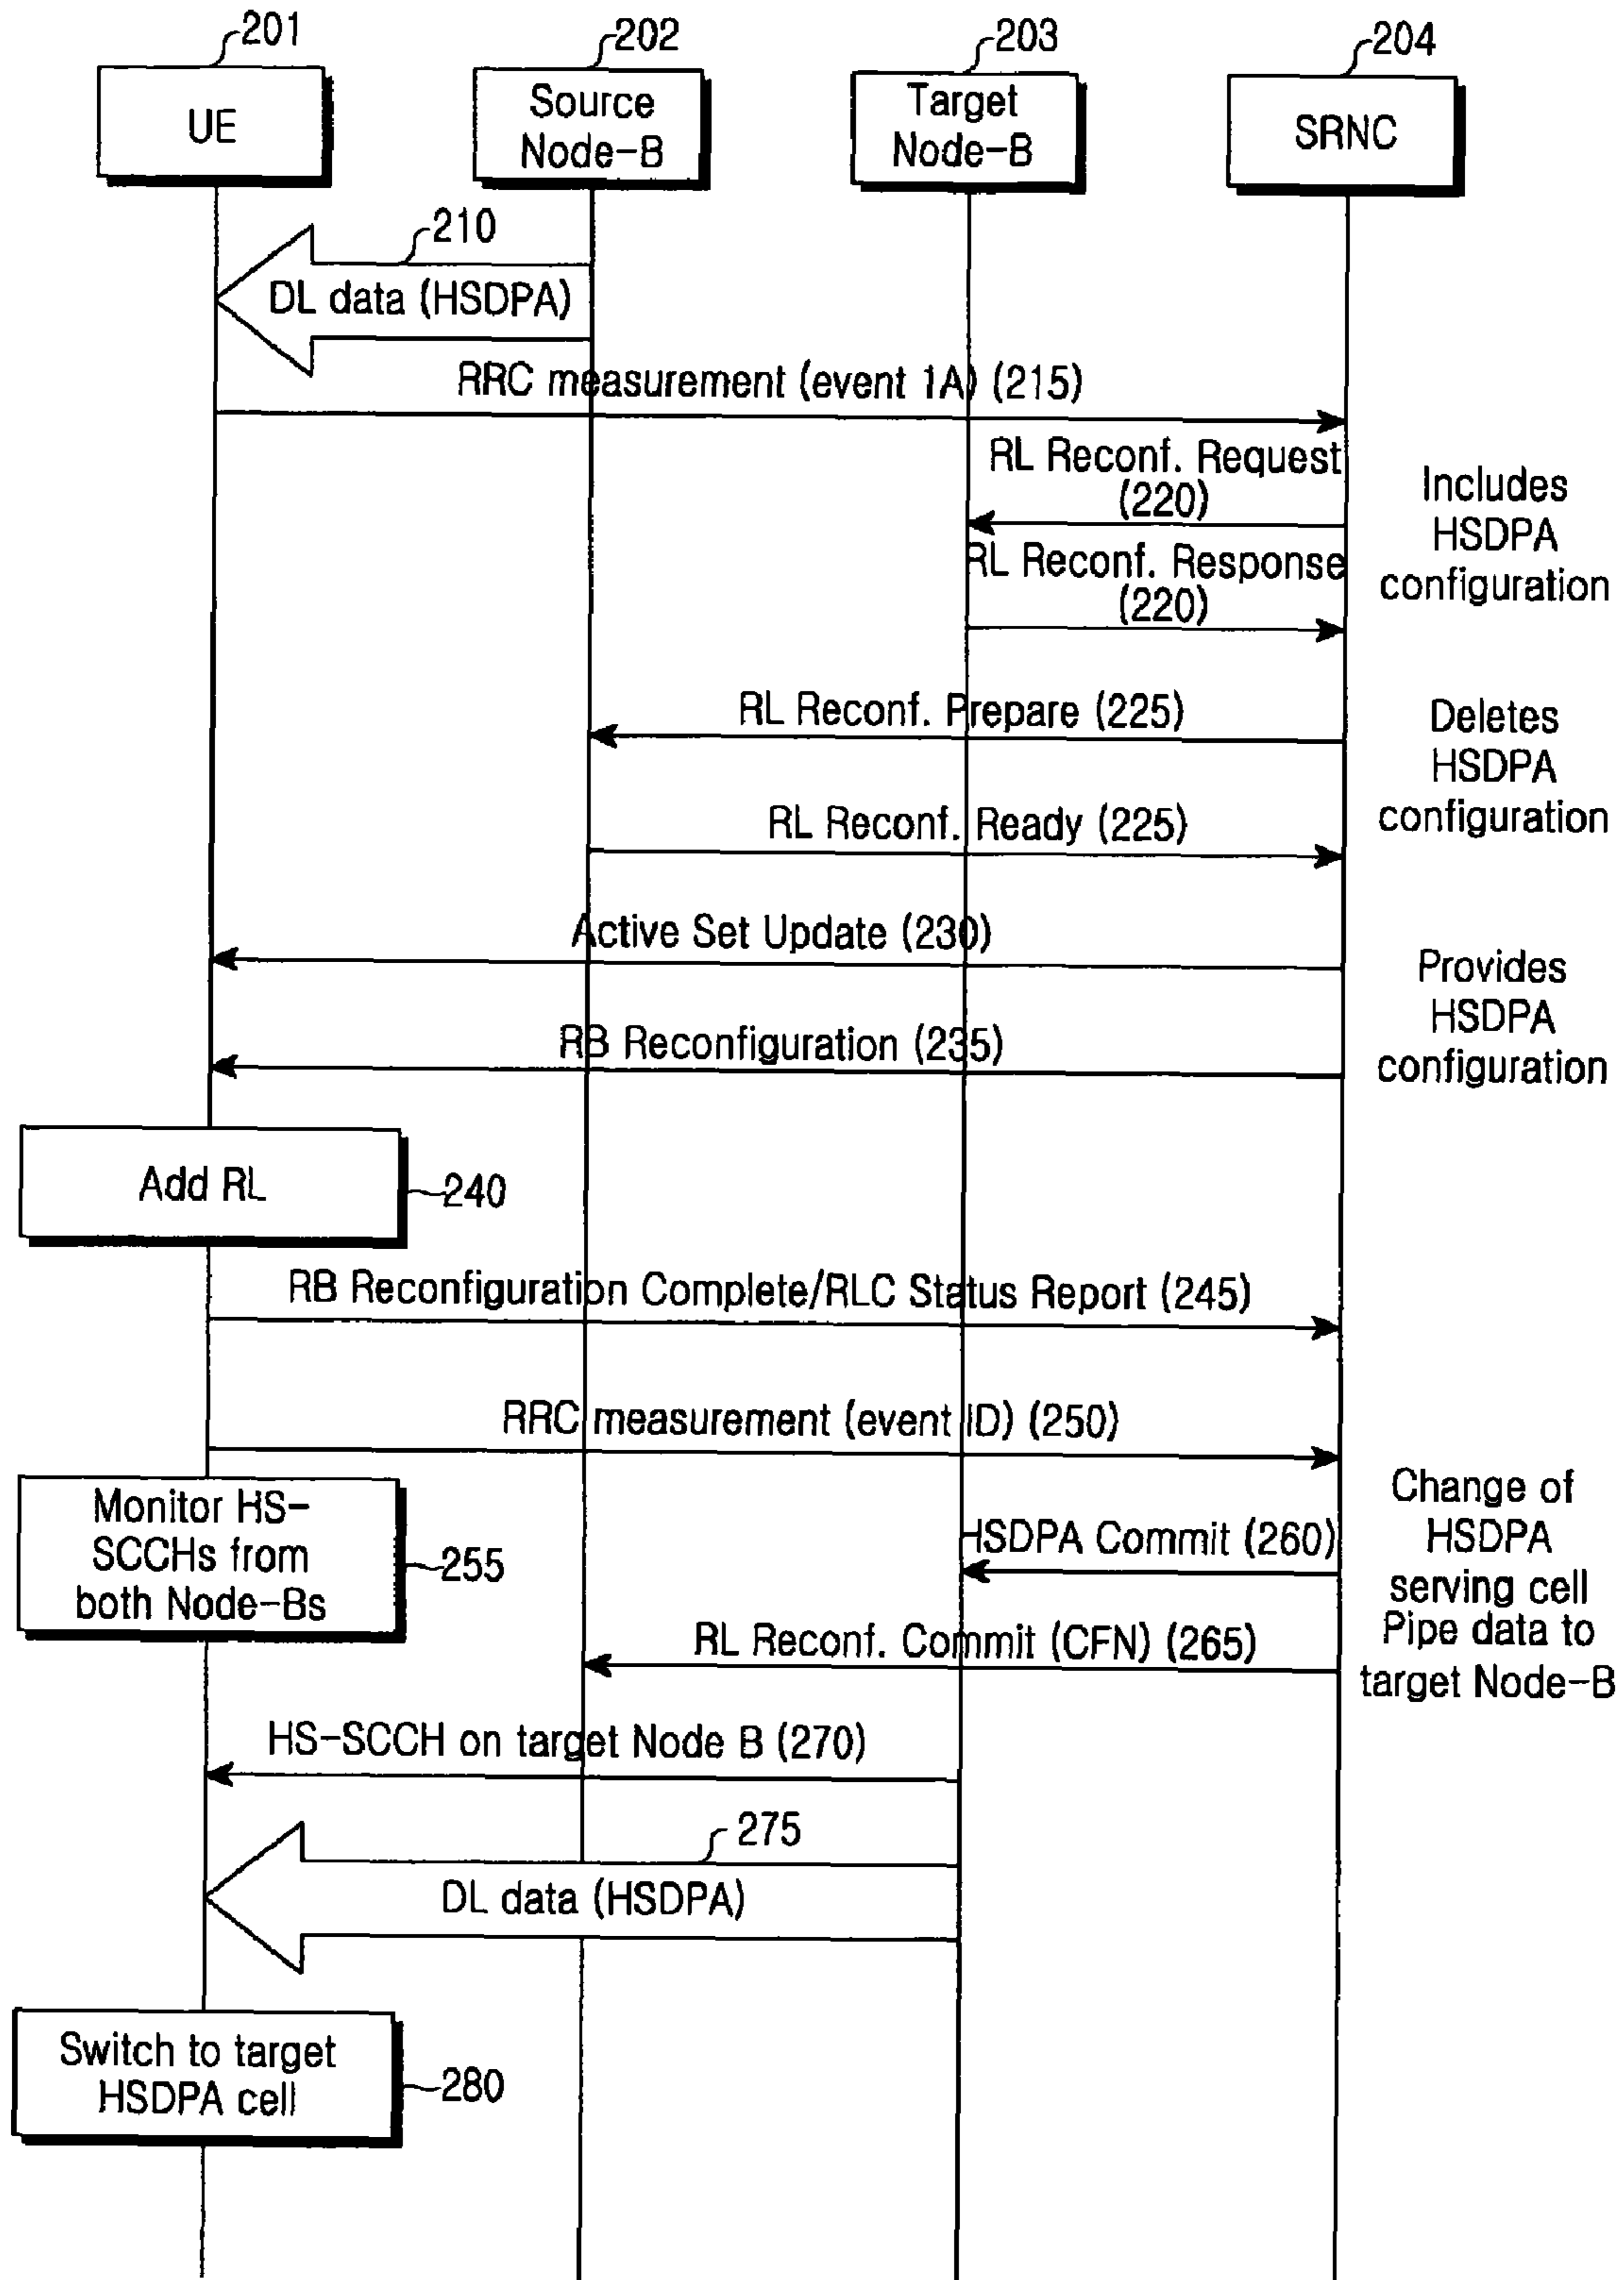 201
202
203
204
UE
Source
Node-B
Target
Node-B
SRNC
210
DL data (HSDPA)
RRC measurement (event 1A) (215)
RL Reconf. Request
(220)
RL Reconf. Response
(220)
Includes
HSDPA
configuration
RL Reconf. Prepare (225)
RL Reconf. Ready (225)
Deletes
HSDPA
configuration
Active Set Update (230)
RB Reconfiguration (235)
Provides
HSDPA
configuration
Add RL
240
RB Reconfiguration Complete/RLC Status Report (245)
RRC measurement (event ID) (250)
Monitor HS-
SCCHs from
both Node-Bs
255
HSDPA Commit (260)
RL Reconf. Commit (CFN) (265)
Change of
HSDPA
serving cell
Pipe data to
target Node-B
HS-SCCH on target Node B (270)
275
DL data (HSDPA)
Switch to target
HSDPA cell
280